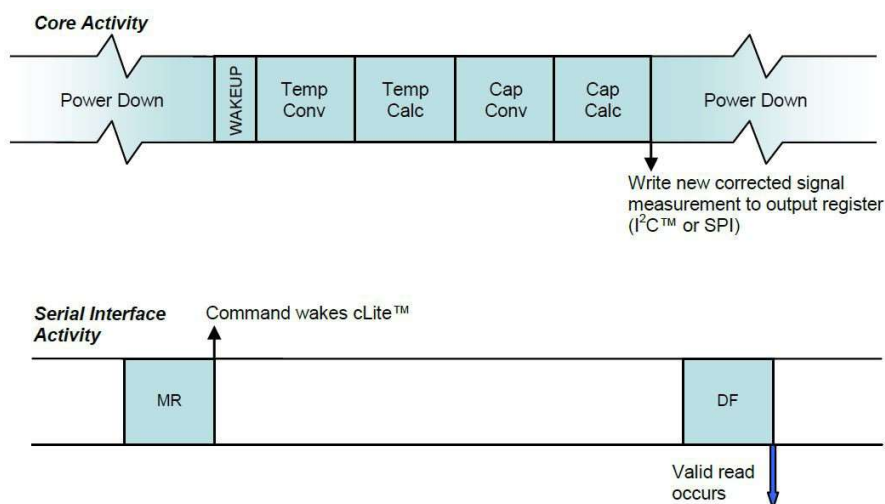 Core Activity
Power Down
WAKEUP
Temp
Conv
Temp
Calc
Cap
Conv
Cap
Calc
Power Down
Write new corrected signal
measurement to output register
(I²C™ or SPI)
Serial Interface
Activity
Command wakes cLite™
MR
DF
Valid read
occurs